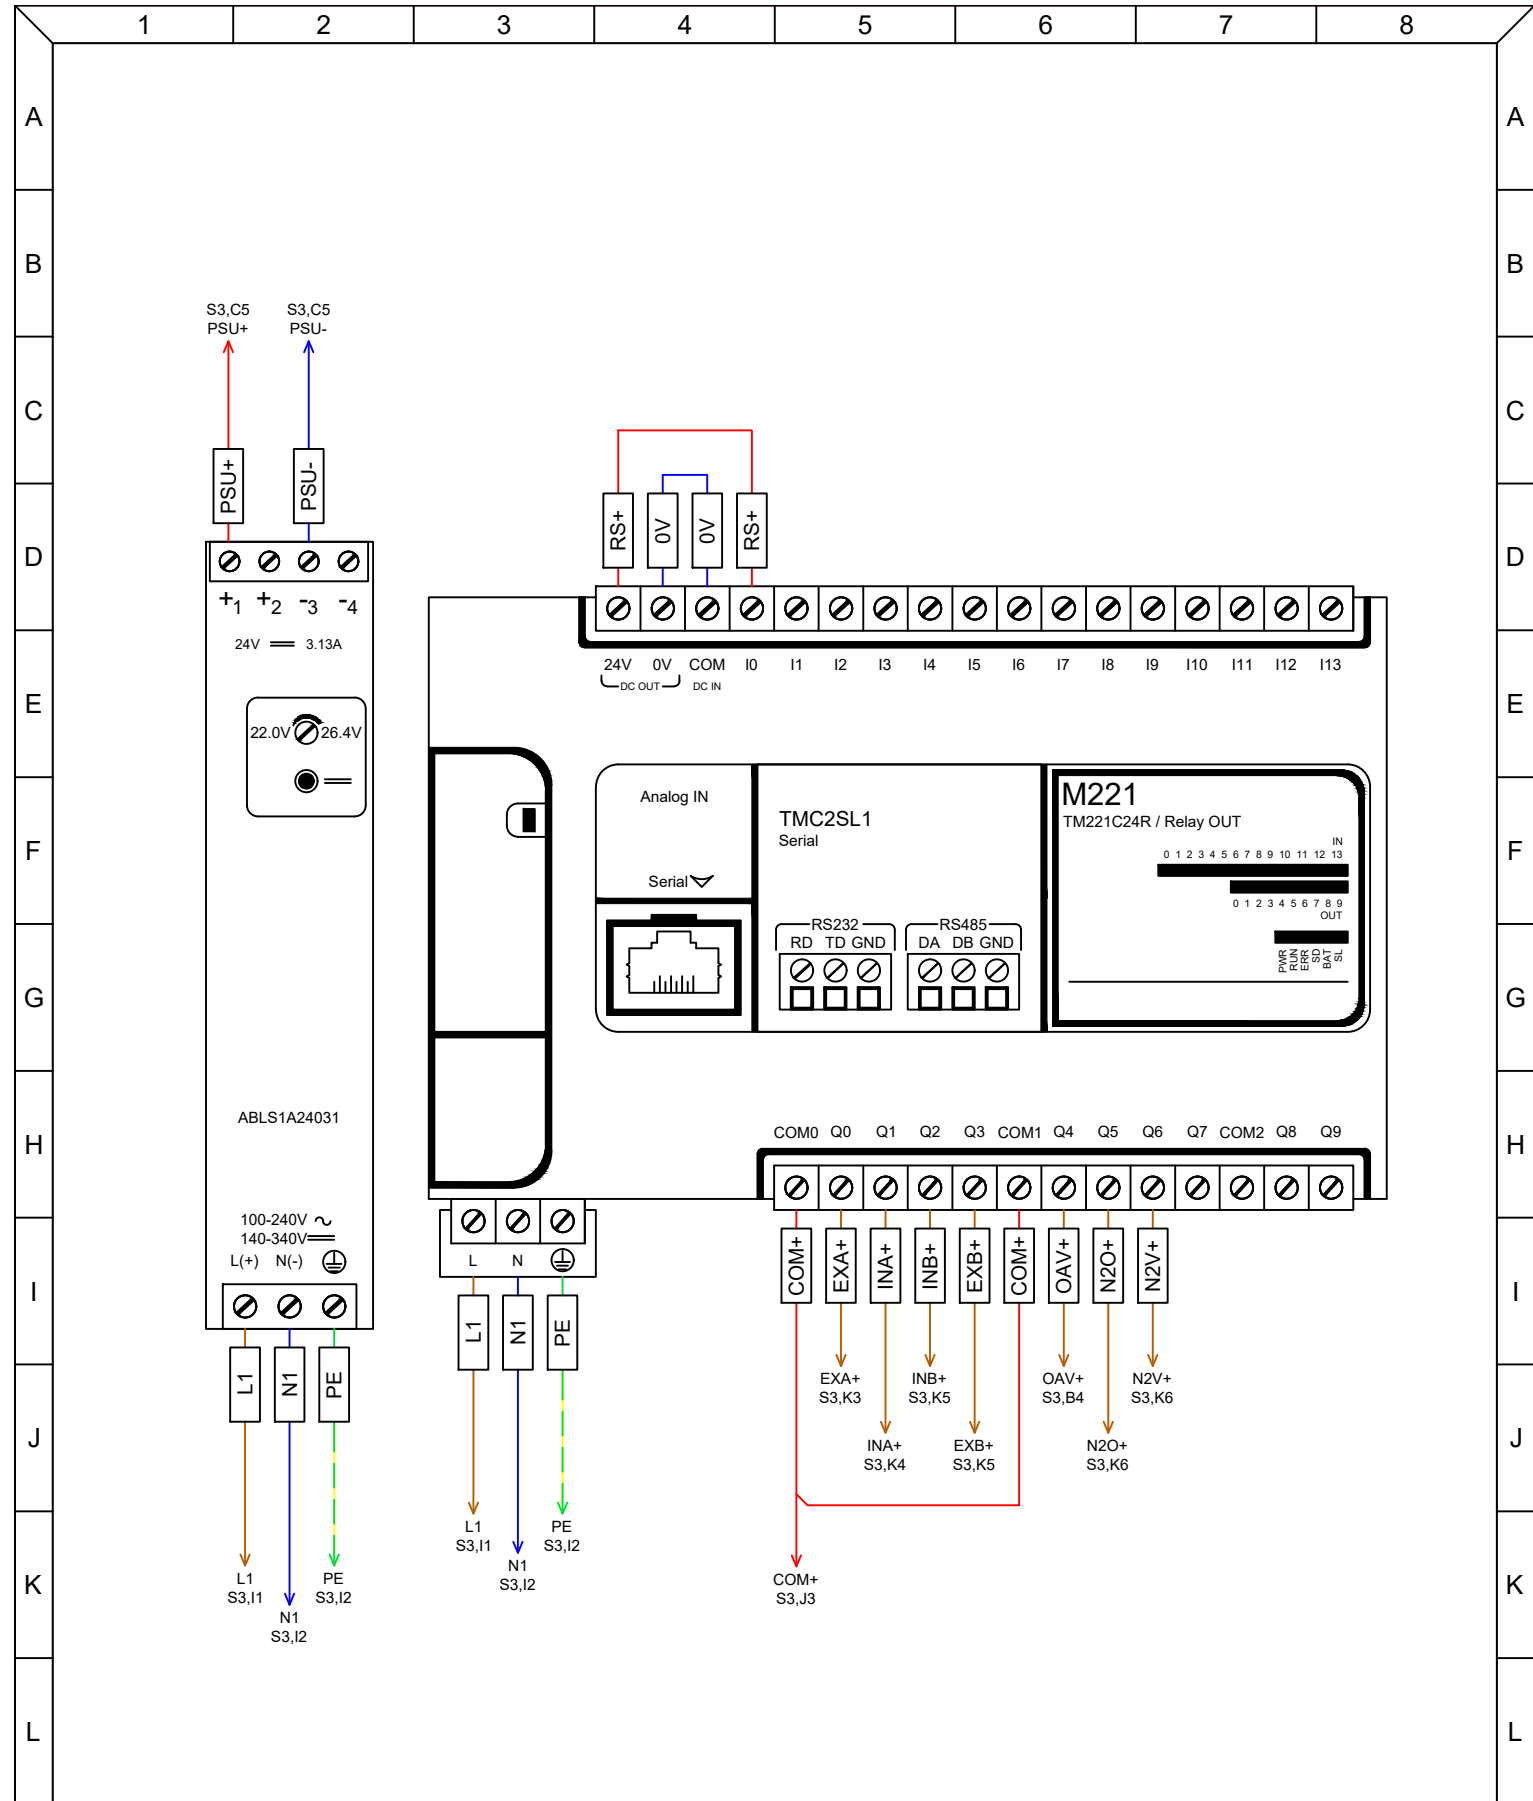 1 2 3 4 5 6 7 8
A A
B B
S3,C5 S3,C5
PSU+ PSU-
C C
PSU+ PSU-
RS+ 0V 0V RS+
D D
+1 +2 -3 -4
24V 3.13A
24V 0V COM I0 I1 I2 I3 I4 I5 I6 I7 I8 I9 I10 I11 I12 I13
DC OUT DC IN
E E
22.0V 26.4V
Analog IN
M221
TMC2SL1
TM221C24R / Relay OUT
Serial
IN
0 1 2 3 4 5 6 7 8 9 10 11 12 13
F F
Serial
0 1 2 3 4 5 6 7 8 9
OUT
RS232 RS485
RD TD GND DA DB GND
PWR
RUN
ERR
SD
BAT
SL
G G
ABLS1A24031
COM0 Q0 Q1 Q2 Q3 COM1 Q4 Q5 Q6 Q7 COM2 Q8 Q9
H H
100-240V
140-340V
L(+) N(-)
L N
COM+ EXA+ INA+ INB+ EXB+ COM+ OAV+ N2O+ N2V+
I I
L1 N1 PE
L1 N1 PE
EXA+ INB+ OAV+ N2V+
S3,K3 S3,K5 S3,B4 S3,K6
J J
INA+ EXB+ N2O+
S3,K4 S3,K5 S3,K6
L1 PE
S3,I1 S3,I2
N1
S3,I2
COM+
S3,J3
K K
L1 PE
S3,I1 S3,I2
N1
S3,I2
L L